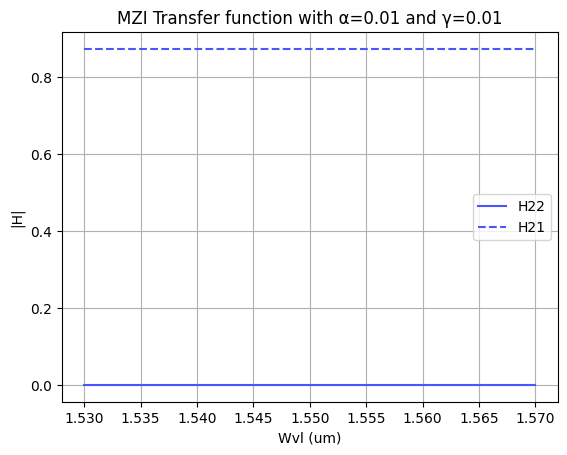 MZI Transfer function with α=0.01 and γ=0.01
|H|
0.8
0.6
0.4
0.2
0.0
H22
H21
1.530 1.535 1.540 1.545 1.550 1.555 1.560 1.565 1.570
Wvl (um)